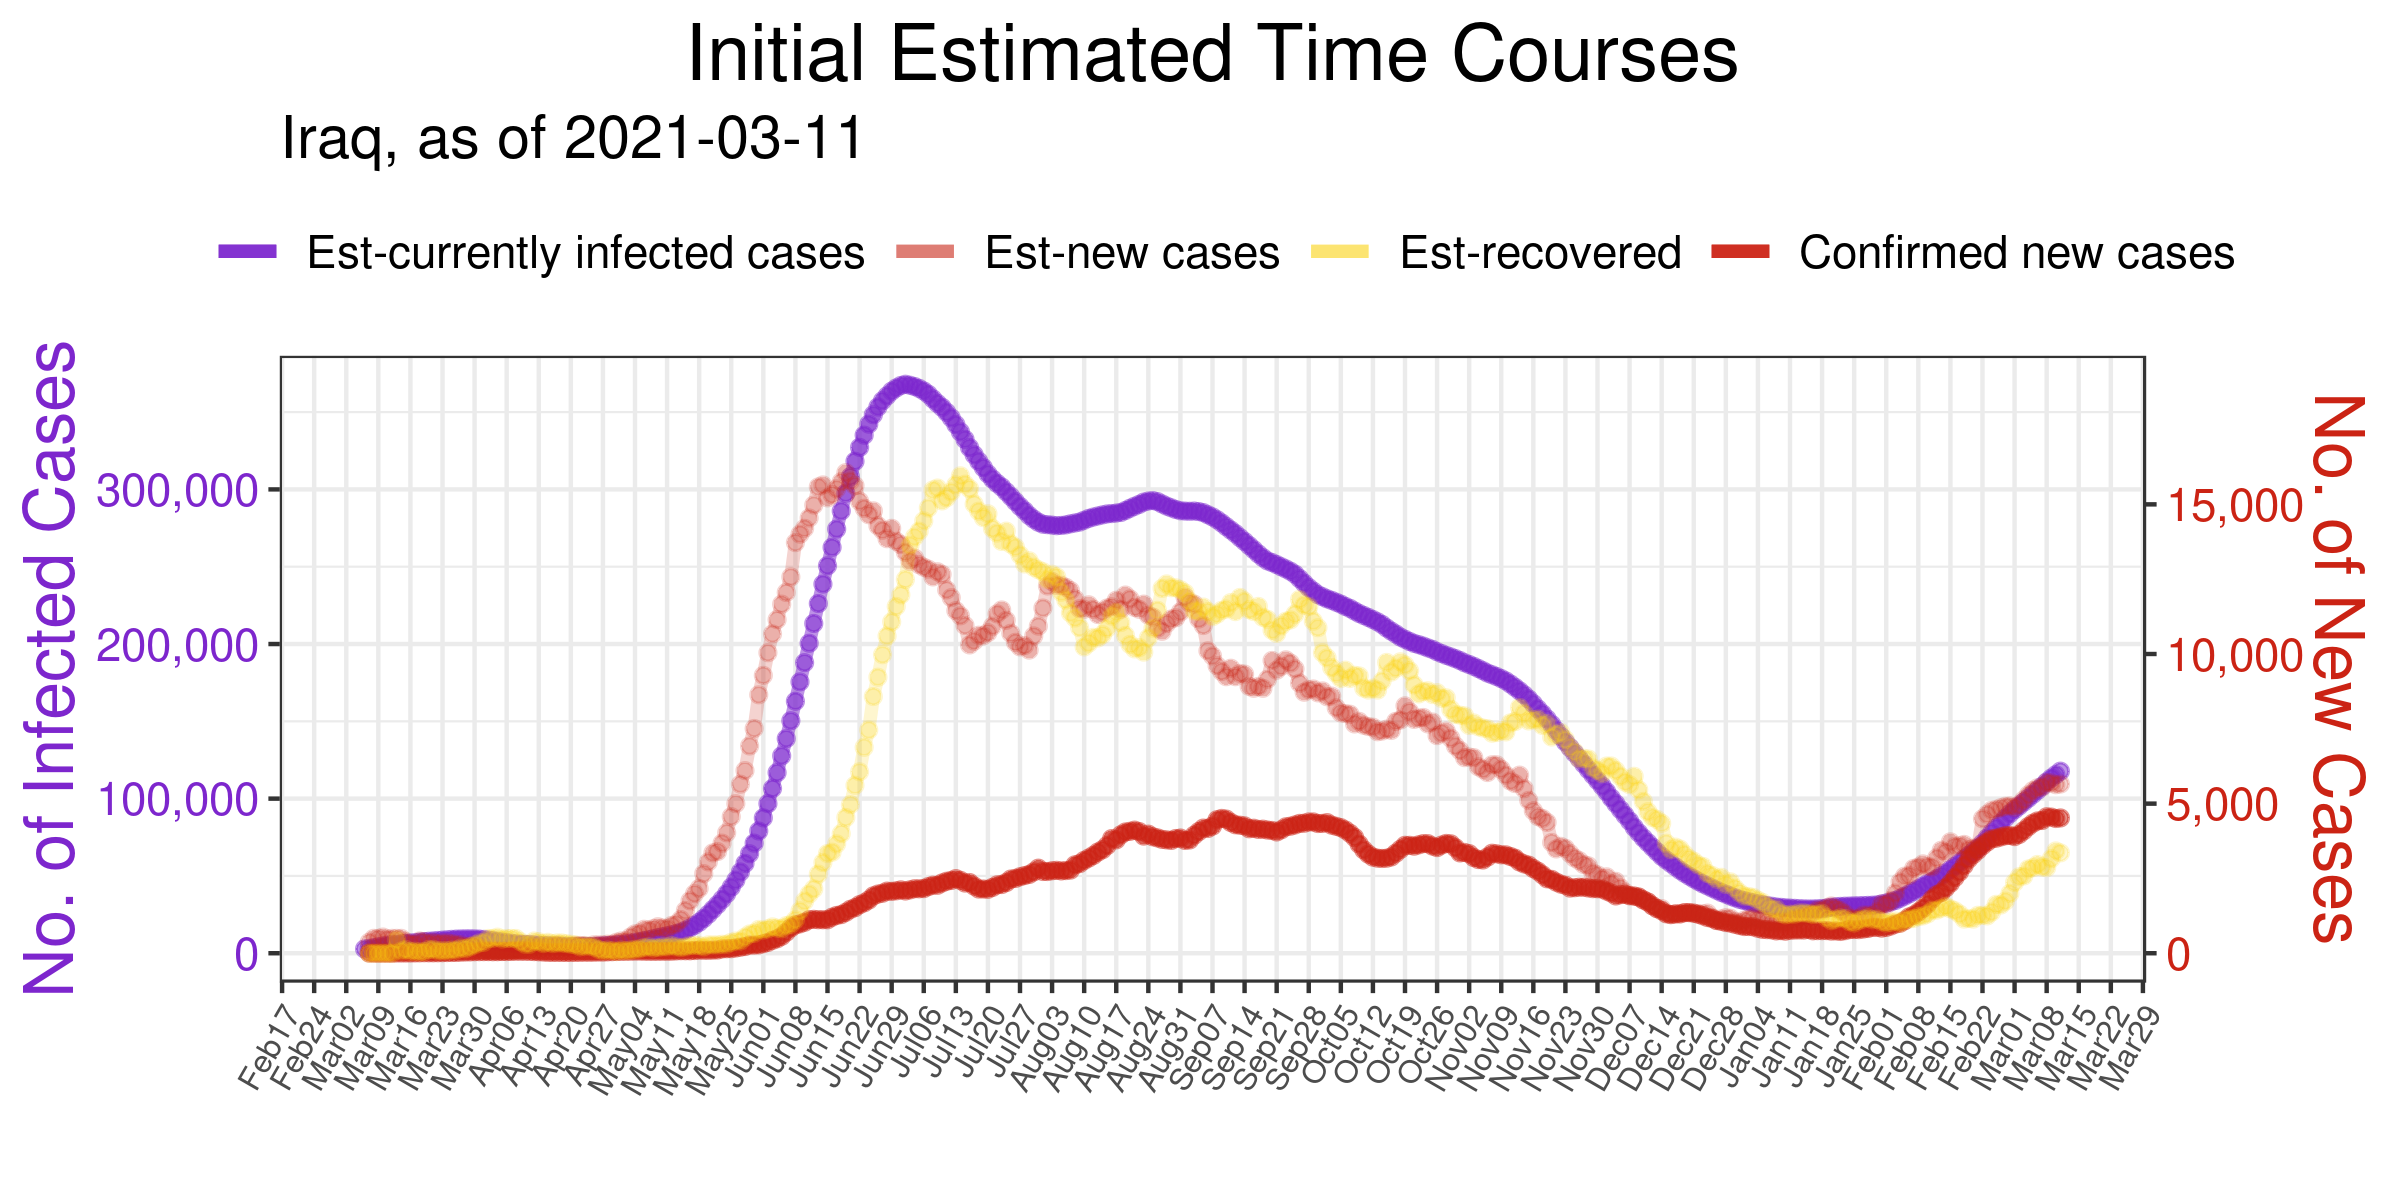 Initial Estimated Time Courses
Iraq, as of 2021-03-11
Est-currently infected cases Est-new cases Est-recovered Confirmed new cases
No. of Infected Cases
300,000
200,000
100,000
0
15,000
10,000
5,000
0
No. of New Cases
Feb17 Feb24 Mar02 Mar09 Mar16 Mar23 Mar30 Apr06 Apr13 Apr20 Apr27 May04 May11 May18 May25 Jun01 Jun08 Jun15 Jun22 Jun29 Jul06 Jul13 Jul20 Jul27 Aug03 Aug10 Aug17 Aug24 Aug31 Sep07 Sep14 Sep21 Sep28 Oct05 Oct12 Oct19 Oct26 Nov02 Nov09 Nov16 Nov23 Nov30 Dec07 Dec14 Dec21 Dec28 Jan04 Jan11 Jan18 Jan25 Feb01 Feb08 Feb15 Feb22 Mar01 Mar08 Mar15 Mar22 Mar29